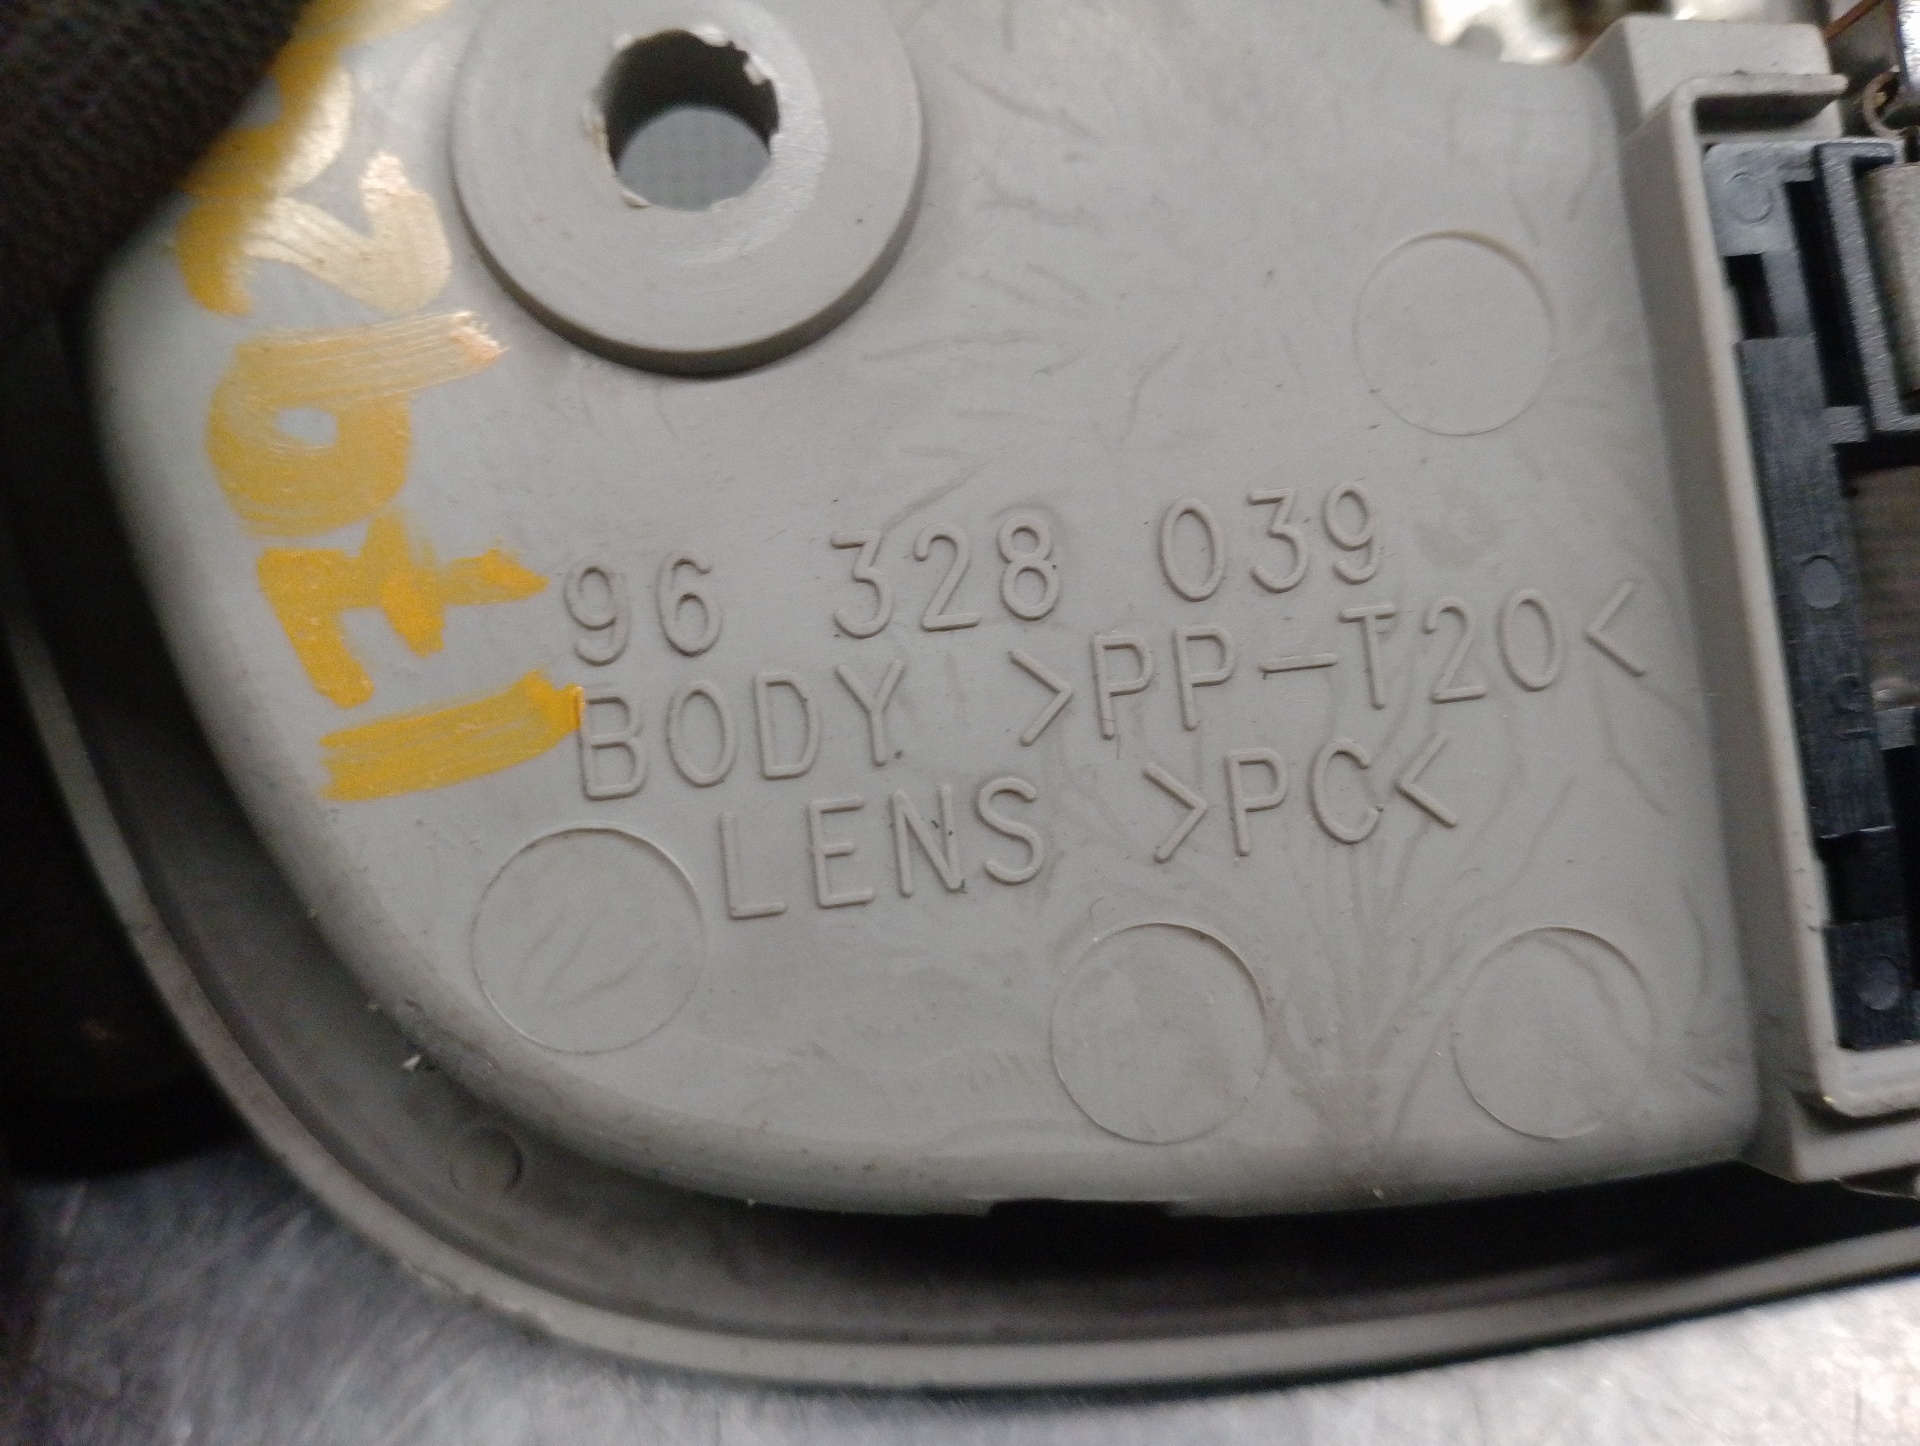 96 328 039
BODY >PP-T20<
LENS >PC<